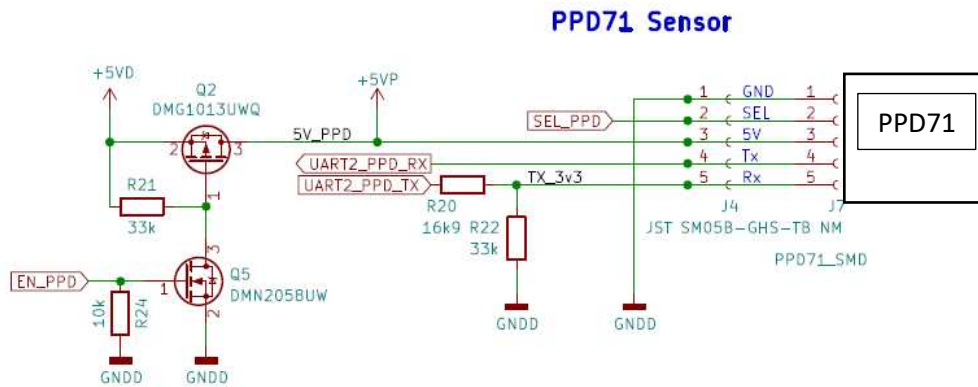 PPD71 Sensor
+5VD
Q2
DMG1013UWQ
+5VP
2
3
1
5V_PPD
SEL_PPD
UART2_PPD_RX
UART2_PPD_TX
TX_3v3
R21
33k
R20
16k9
R22
33k
EN_PPD
10k
R24
3
1
2
Q5
DMN2058UW
GNDD
GNDD
GNDD
GNDD
1 GND 1
2 SEL 2
3 5V 3
4 Tx 4
5 Rx 5
J4
J7
JST SM05B-GHS-TB NM
PPD71_SMD
PPD71